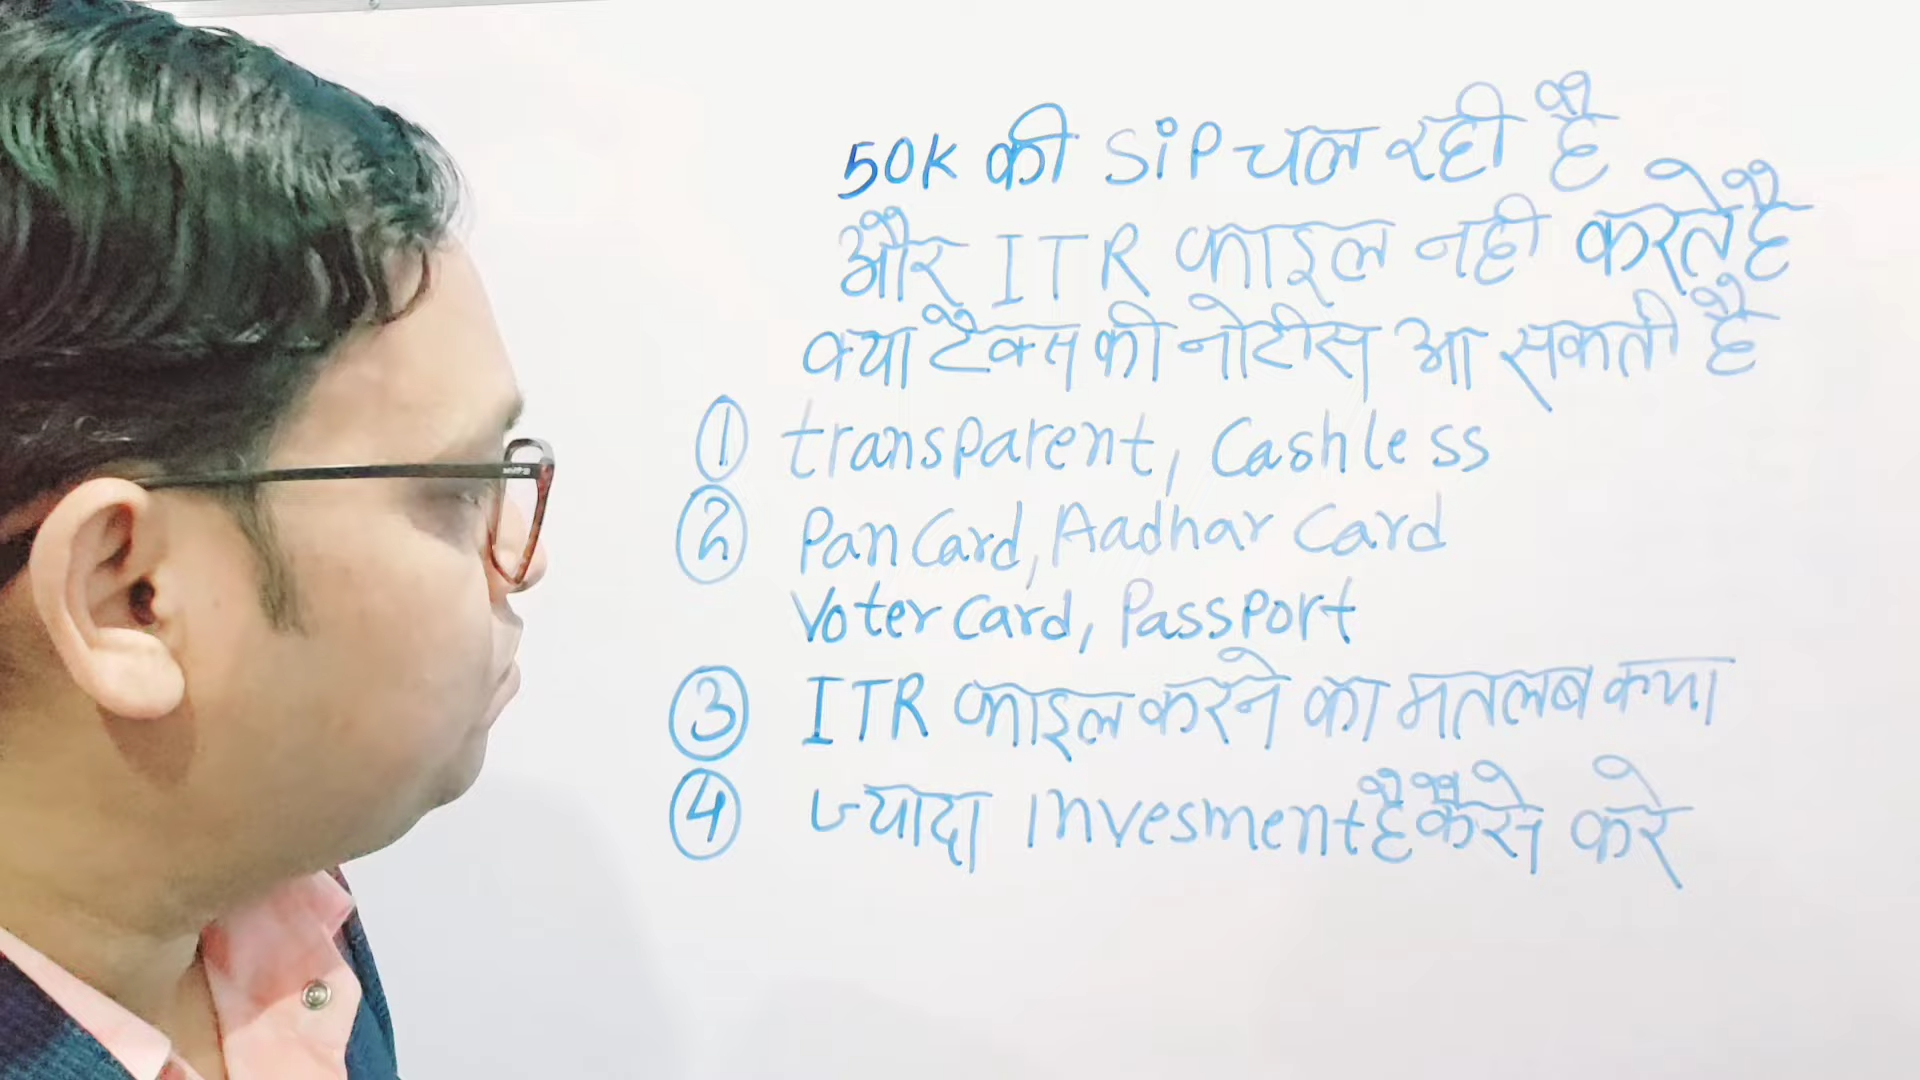 50K की SiP चल रही है
और ITR फाइल नही करते है
क्या टैक्स की नोटीस आ सकती है
① transparent, Cashless
② Pan Card, Aadhar Card
Voter Card, Passport
③ ITR फाइल करने का मतलब क्या
④ ज्यादा Invesment है कैसे करे